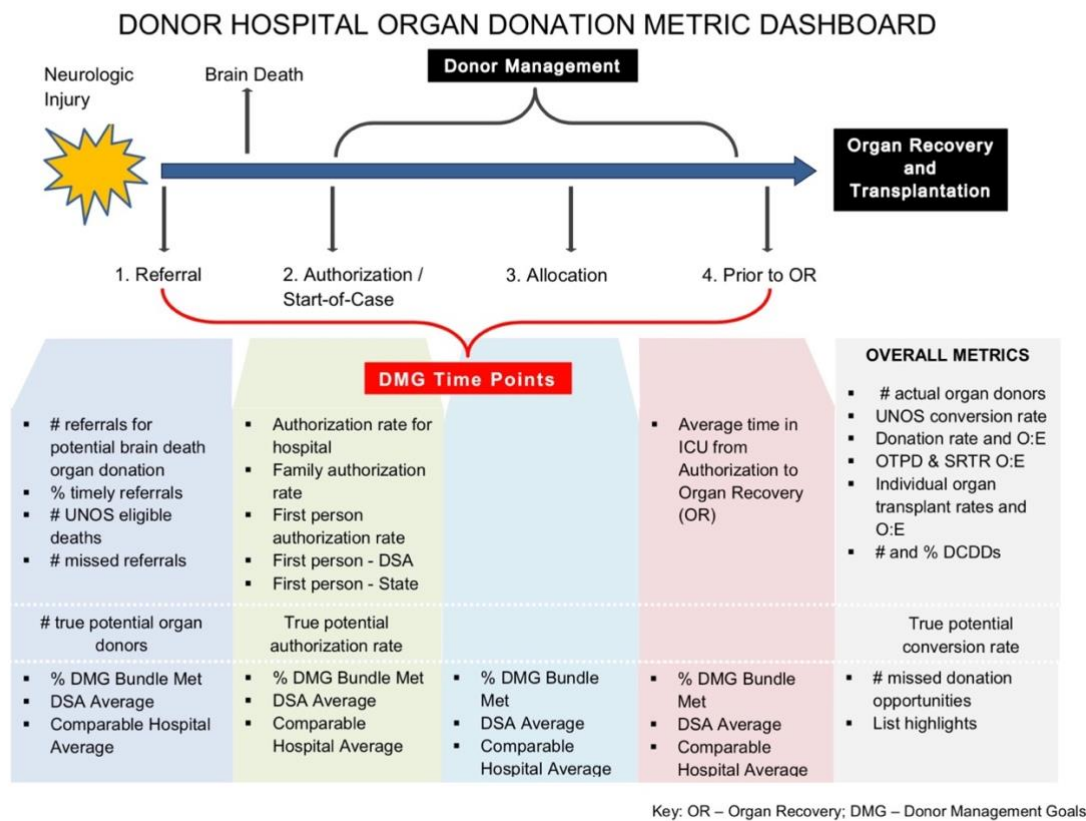 DONOR HOSPITAL ORGAN DONATION METRIC DASHBOARD
Neurologic
Injury
Brain Death
Donor Management
Organ Recovery
and
Transplantation
1. Referral
2. Authorization /
Start-of-Case
3. Allocation
4. Prior to OR
DMG Time Points
▪ # referrals for
potential brain death
organ donation
▪ % timely referrals
▪ # UNOS eligible
deaths
▪ # missed referrals
# true potential organ
donors
▪ % DMG Bundle Met
▪ DSA Average
▪ Comparable Hospital
Average
▪ Authorization rate for
hospital
▪ Family authorization
rate
▪ First person
authorization rate
▪ First person - DSA
▪ First person - State
True potential
authorization rate
▪ % DMG Bundle Met
▪ DSA Average
▪ Comparable
Hospital Average
▪ % DMG Bundle
Met
▪ DSA Average
▪ Comparable
Hospital Average
▪ Average time in
ICU from
Authorization to
Organ Recovery
(OR)
▪ % DMG Bundle
Met
▪ DSA Average
▪ Comparable
Hospital Average
OVERALL METRICS
▪ # actual organ donors
▪ UNOS conversion rate
▪ Donation rate and O:E
▪ OTPD & SRTR O:E
▪ Individual organ
transplant rates and
O:E
▪ # and % DCDDs
True potential
conversion rate
▪ # missed donation
opportunities
▪ List highlights
Key: OR – Organ Recovery; DMG – Donor Management Goals